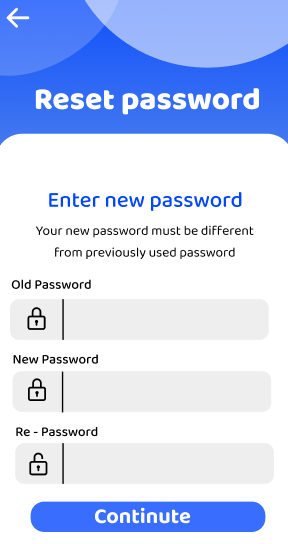 Reset password
Enter new password
Your new password must be different
from previously used password
Old Password
New Password
Re - Password
Continute